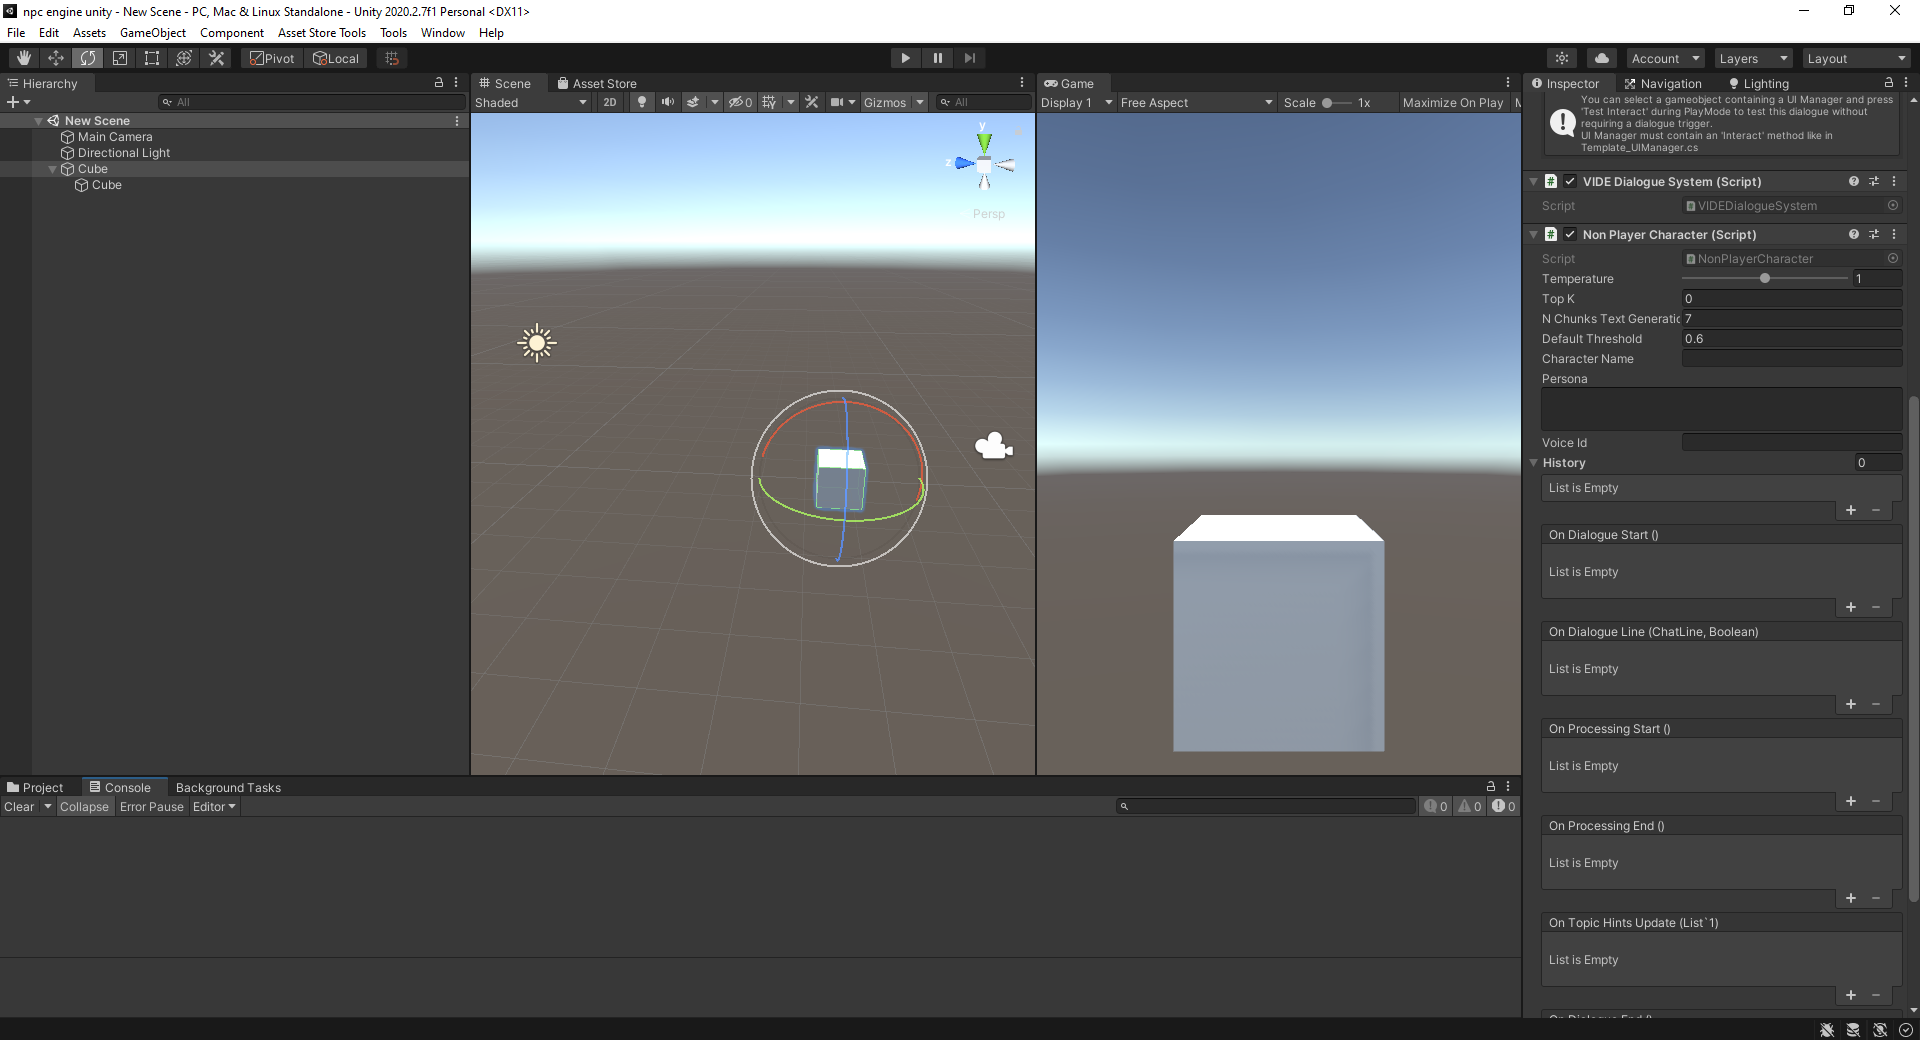 npc engine unity - New Scene - PC, Mac & Linux Standalone - Unity 2020.2.7f1 Personal <DX11>
File Edit Assets GameObject Component Asset Store Tools Tools Window Help
Pivot Local Account Layers Layout
Hierarchy
All
New Scene
Main Camera
Directional Light
Cube
Cube
Scene Asset Store
Shaded 2D 0 Gizmos All
y
z
Persp
Game
Display 1 Free Aspect Scale 1x Maximize On Play
Inspector Navigation Lighting
You can select a gameobject containing a UI Manager and press
'Test Interact' during PlayMode to test this dialogue without
requiring a dialogue trigger.
UI Manager must contain an 'Interact' method like in
Template_UIManager.cs
VIDE Dialogue System (Script)
Script VIDEDialogueSystem
Non Player Character (Script)
Script NonPlayerCharacter
Temperature 1
Top K 0
N Chunks Text Generatic 7
Default Threshold 0.6
Character Name
Persona
Voice Id
History 0
List is Empty
On Dialogue Start ()
List is Empty
On Dialogue Line (ChatLine, Boolean)
List is Empty
On Processing Start ()
List is Empty
On Processing End ()
List is Empty
On Topic Hints Update (List`1)
List is Empty
Project Console Background Tasks
Clear Collapse Error Pause Editor 0 0 0